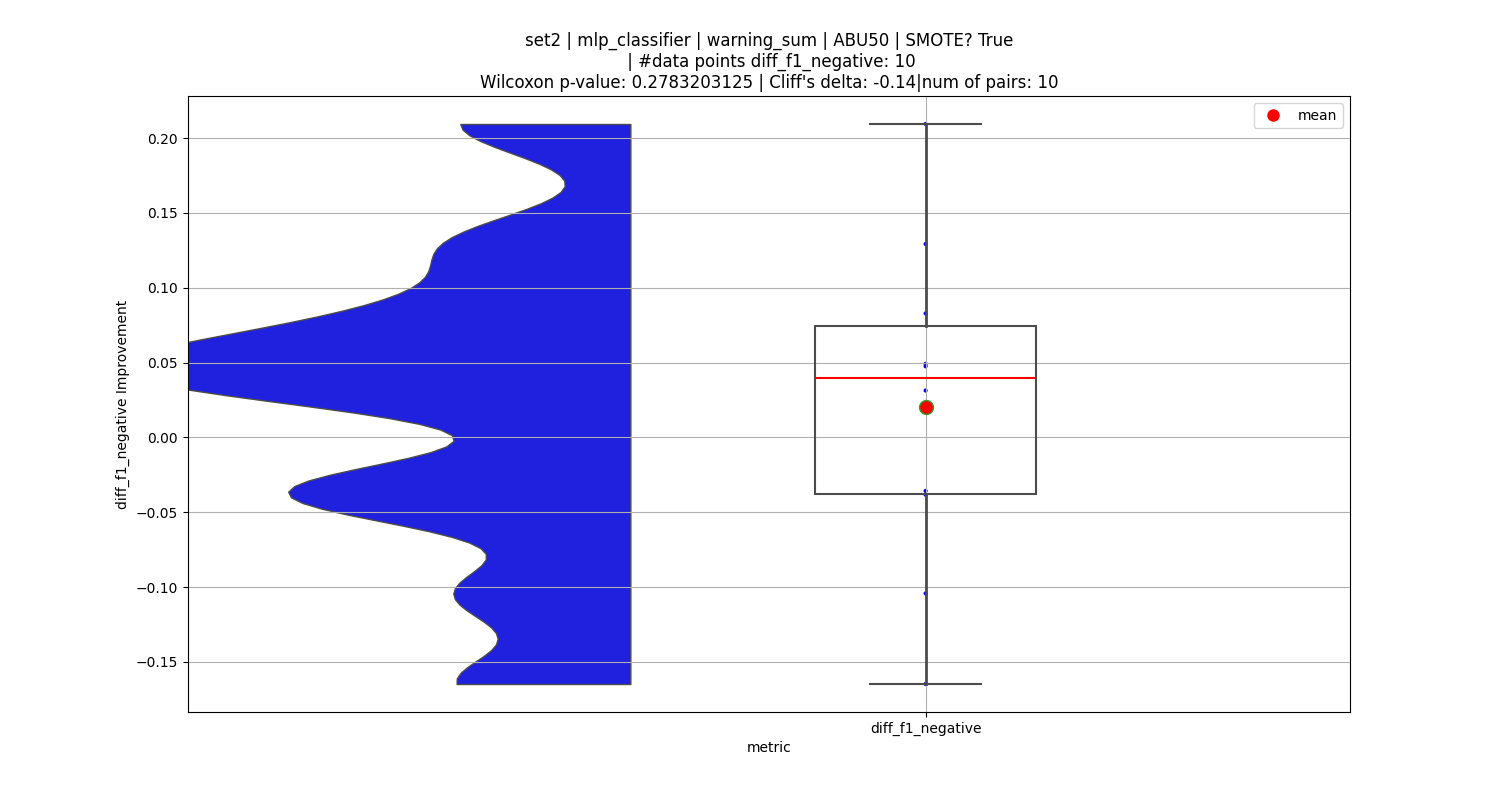 set2 | mlp_classifier | warning_sum | ABU50 | SMOTE? True
| #data points diff_f1_negative: 10
Wilcoxon p-value: 0.2783203125 | Cliff's delta: -0.14|num of pairs: 10
mean
0.20
0.15
0.10
0.05
0.00
−0.05
−0.10
−0.15
diff_f1_negative Improvement
diff_f1_negative
metric